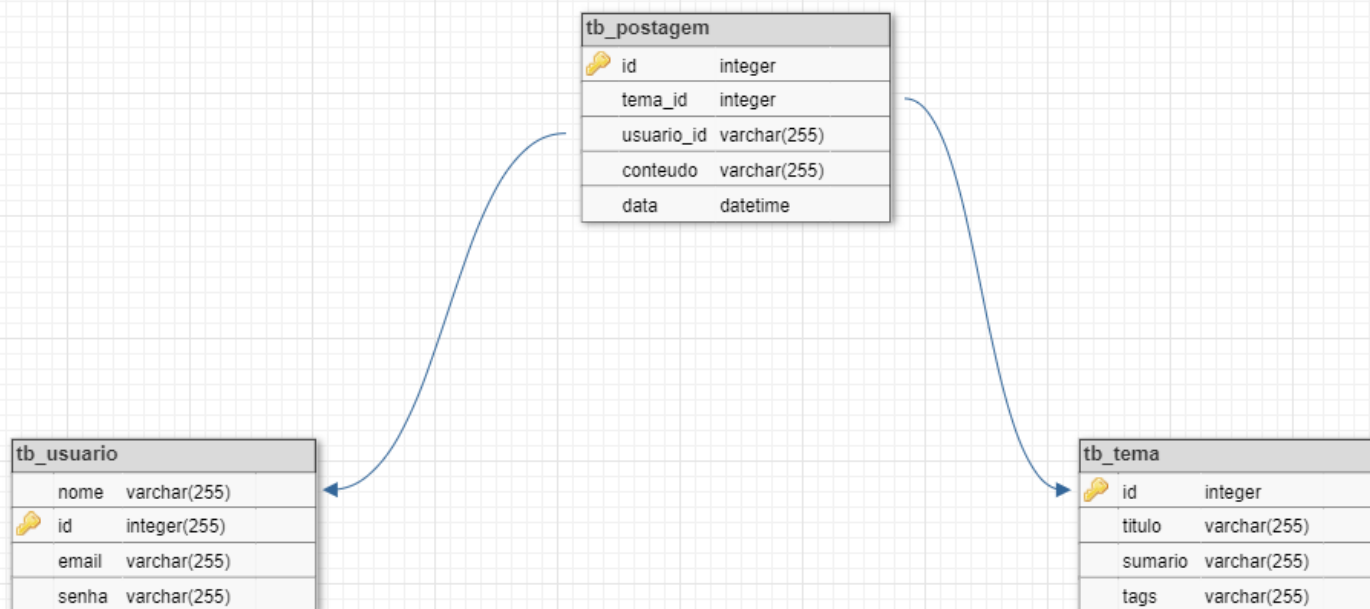 tb_postagem
id integer
tema_id integer
usuario_id varchar(255)
conteudo varchar(255)
data datetime
tb_usuario
nome varchar(255)
id integer(255)
email varchar(255)
senha varchar(255)
tb_tema
id integer
titulo varchar(255)
sumario varchar(255)
tags varchar(255)